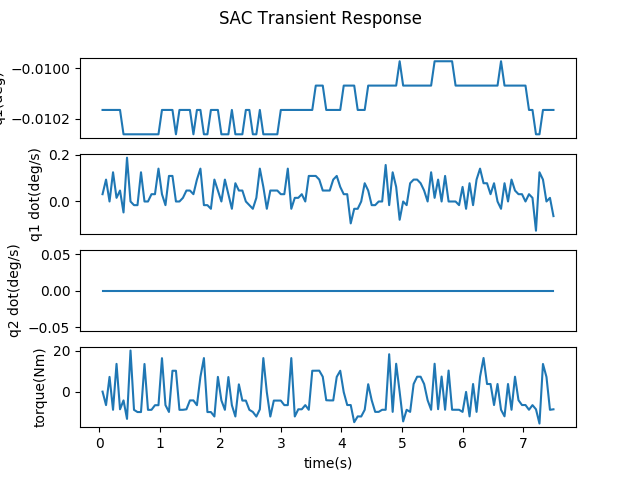 SAC Transient Response
−0.0100
−0.0102
0.2
0.0
q1 dot(deg/s)
0.05
0.00
−0.05
q2 dot(deg/s)
20
0
torque(Nm)
0 1 2 3 4 5 6 7
time(s)